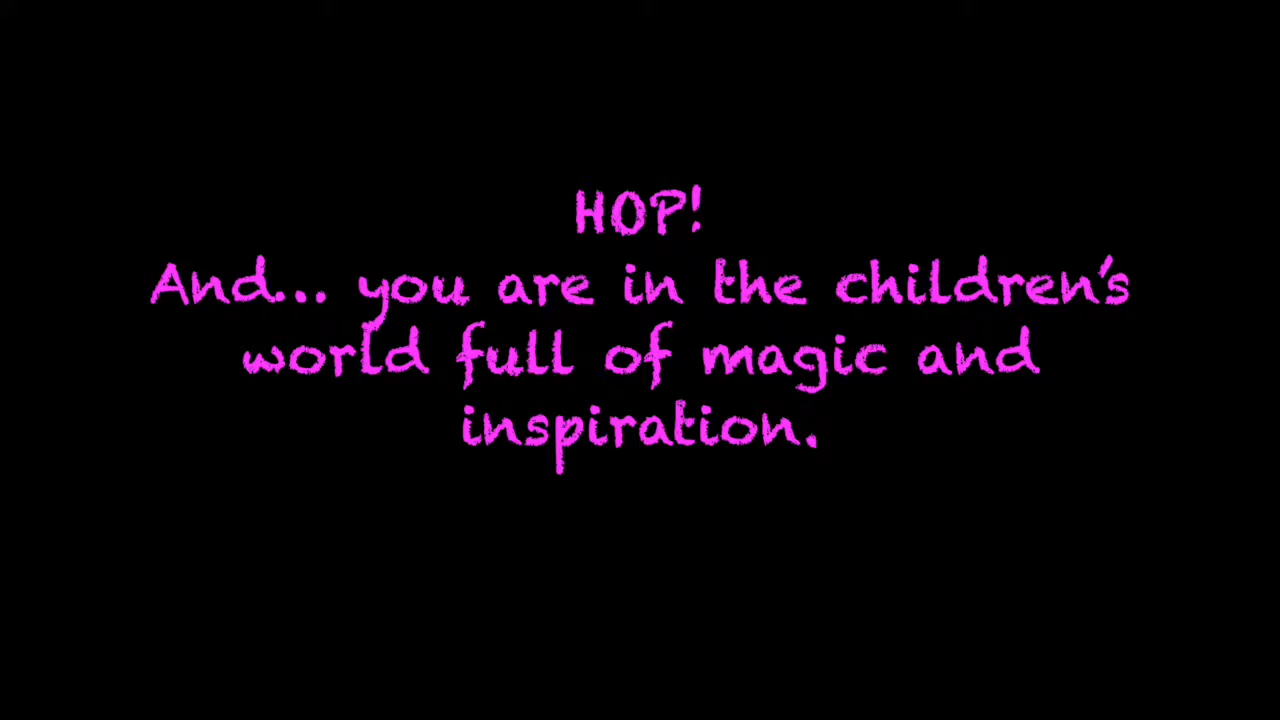 HOP!
And... you are in the children's
world full of magic and
inspiration.